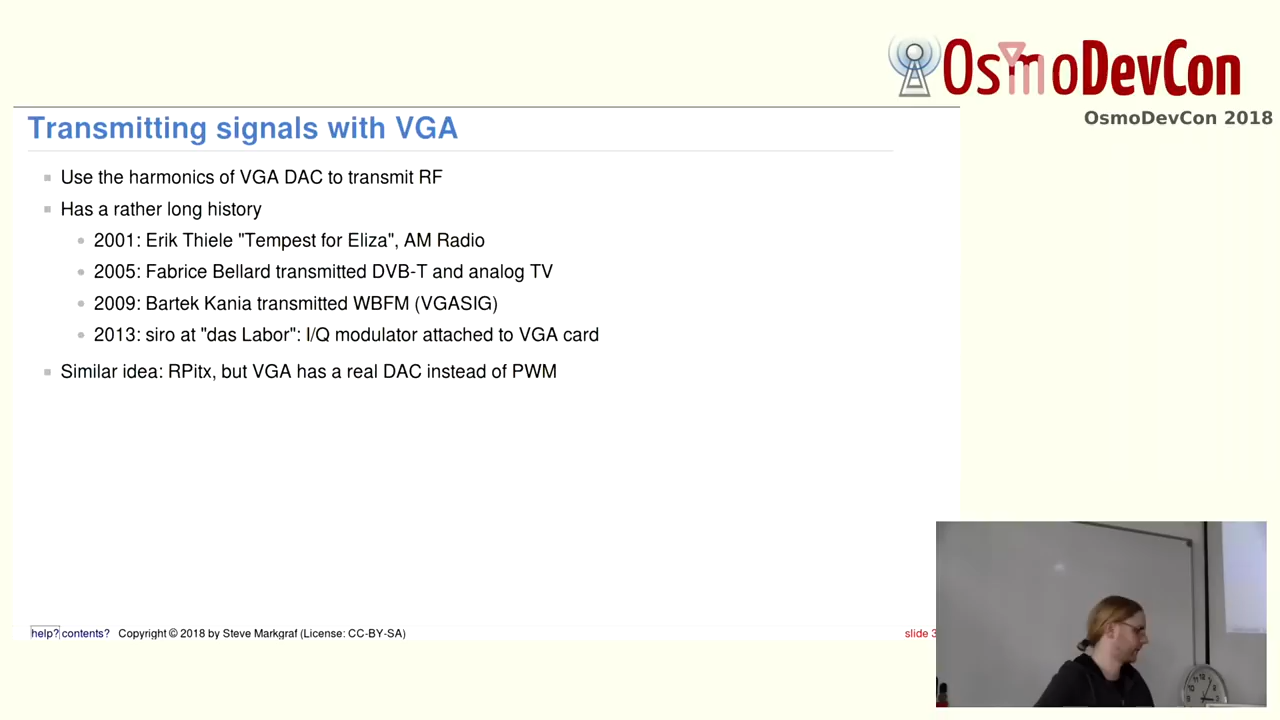 OsmoDevCon
OsmoDevCon 2018
Transmitting signals with VGA
Use the harmonics of VGA DAC to transmit RF
Has a rather long history
2001: Erik Thiele "Tempest for Eliza", AM Radio
2005: Fabrice Bellard transmitted DVB-T and analog TV
2009: Bartek Kania transmitted WBFM (VGASIG)
2013: siro at "das Labor": I/Q modulator attached to VGA card
Similar idea: RPitx, but VGA has a real DAC instead of PWM
help? contents? Copyright © 2018 by Steve Markgraf (License: CC-BY-SA)
slide 3